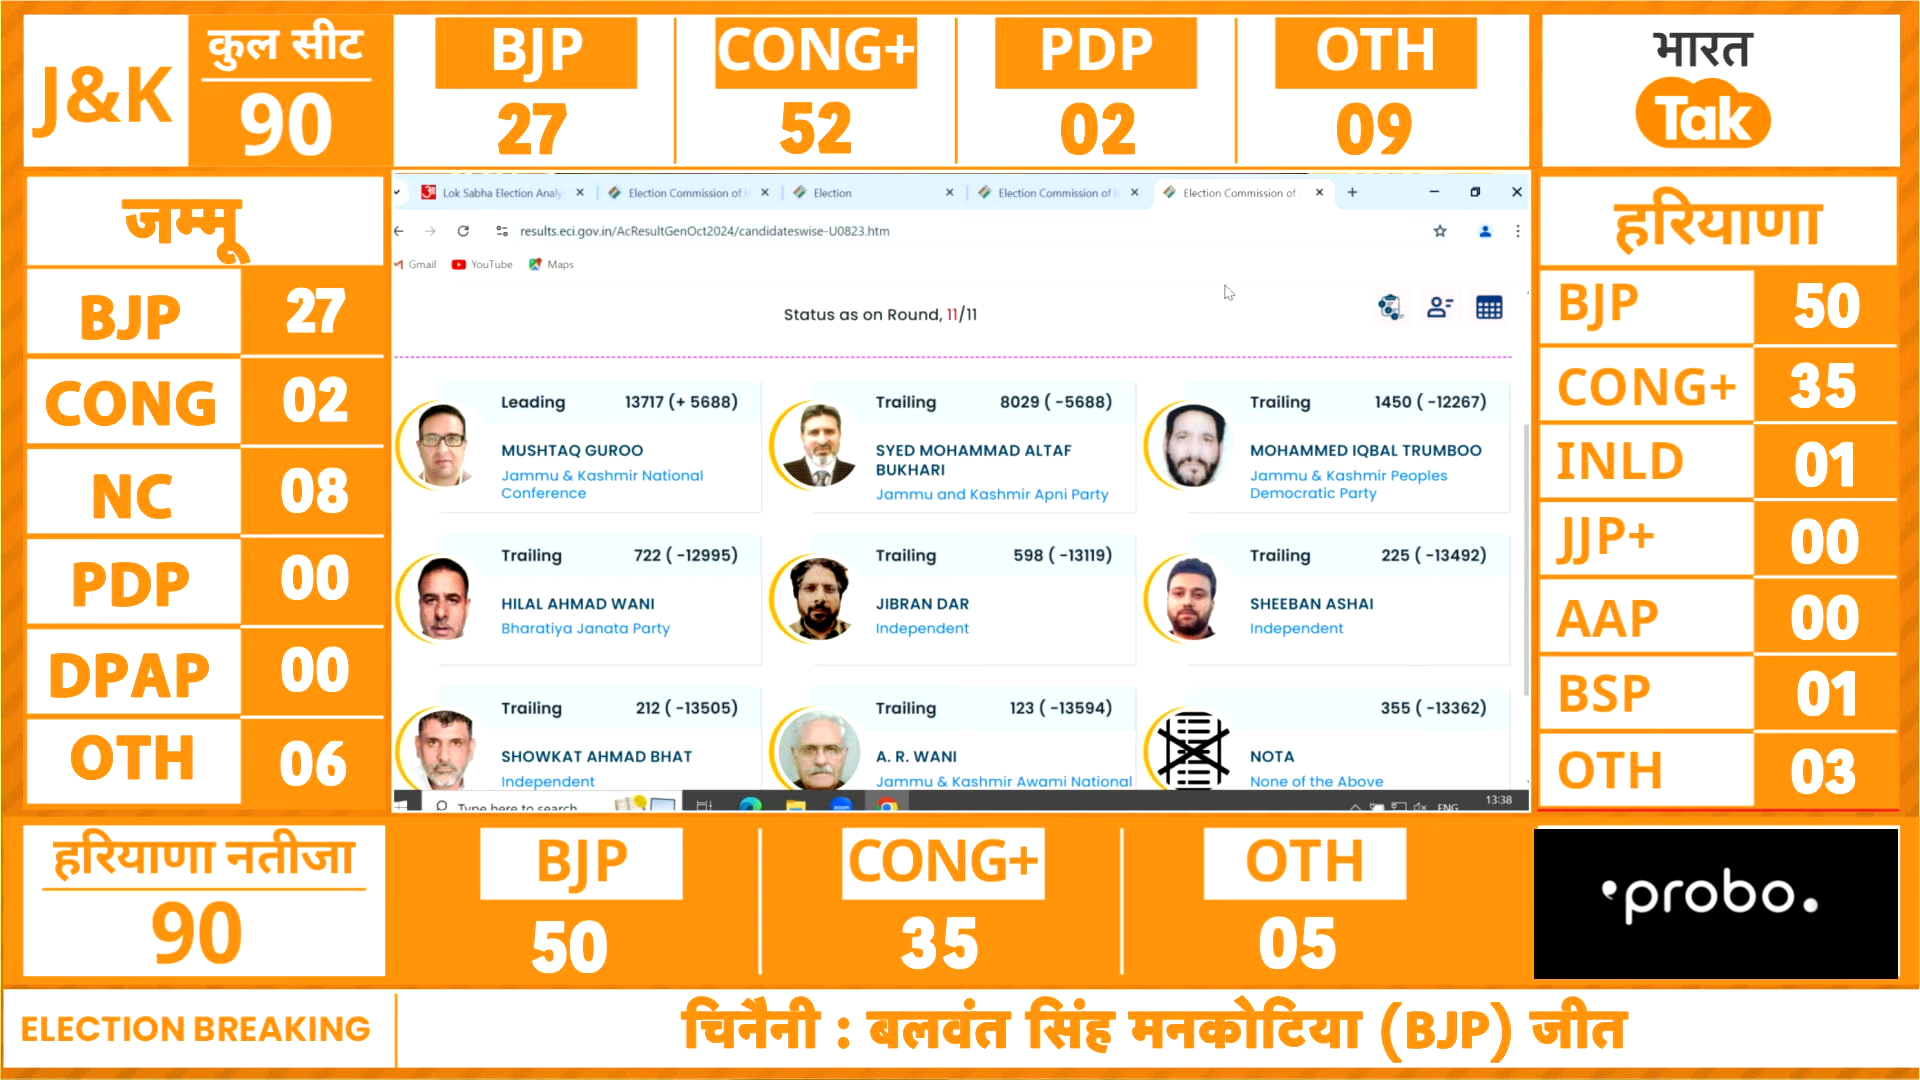 J&K
कुल सीट
90
BJP
27
CONG+
52
PDP
02
OTH
09
भारत
Tak
जम्मू
BJP 27
CONG 02
NC 08
PDP 00
DPAP 00
OTH 06
Lok Sabha Election Analy
Election Commission of I
Election
Election Commission of I
Election Commission of
results.eci.gov.in/AcResultGenOct2024/candidateswise-U0823.htm
Gmail YouTube Maps
Status as on Round, 11/11
Leading 13717 (+ 5688)
MUSHTAQ GUROO
Jammu & Kashmir National
Conference
Trailing 8029 ( -5688)
SYED MOHAMMAD ALTAF
BUKHARI
Jammu and Kashmir Apni Party
Trailing 1450 ( -12267)
MOHAMMED IQBAL TRUMBOO
Jammu & Kashmir Peoples
Democratic Party
Trailing 722 ( -12995)
HILAL AHMAD WANI
Bharatiya Janata Party
Trailing 598 ( -13119)
JIBRAN DAR
Independent
Trailing 225 ( -13492)
SHEEBAN ASHAI
Independent
Trailing 212 ( -13505)
SHOWKAT AHMAD BHAT
Independent
Trailing 123 ( -13594)
A. R. WANI
Jammu & Kashmir Awami National
355 ( -13362)
NOTA
None of the Above
Type here to search
zoom
ENG
13:38
हरियाणा
BJP 50
CONG+ 35
INLD 01
JJP+ 00
AAP 00
BSP 01
OTH 03
हरियाणा नतीजा
90
BJP
50
CONG+
35
OTH
05
probo.
ELECTION BREAKING
चिनैनी : बलवंत सिंह मनकोटिया (BJP) जीत